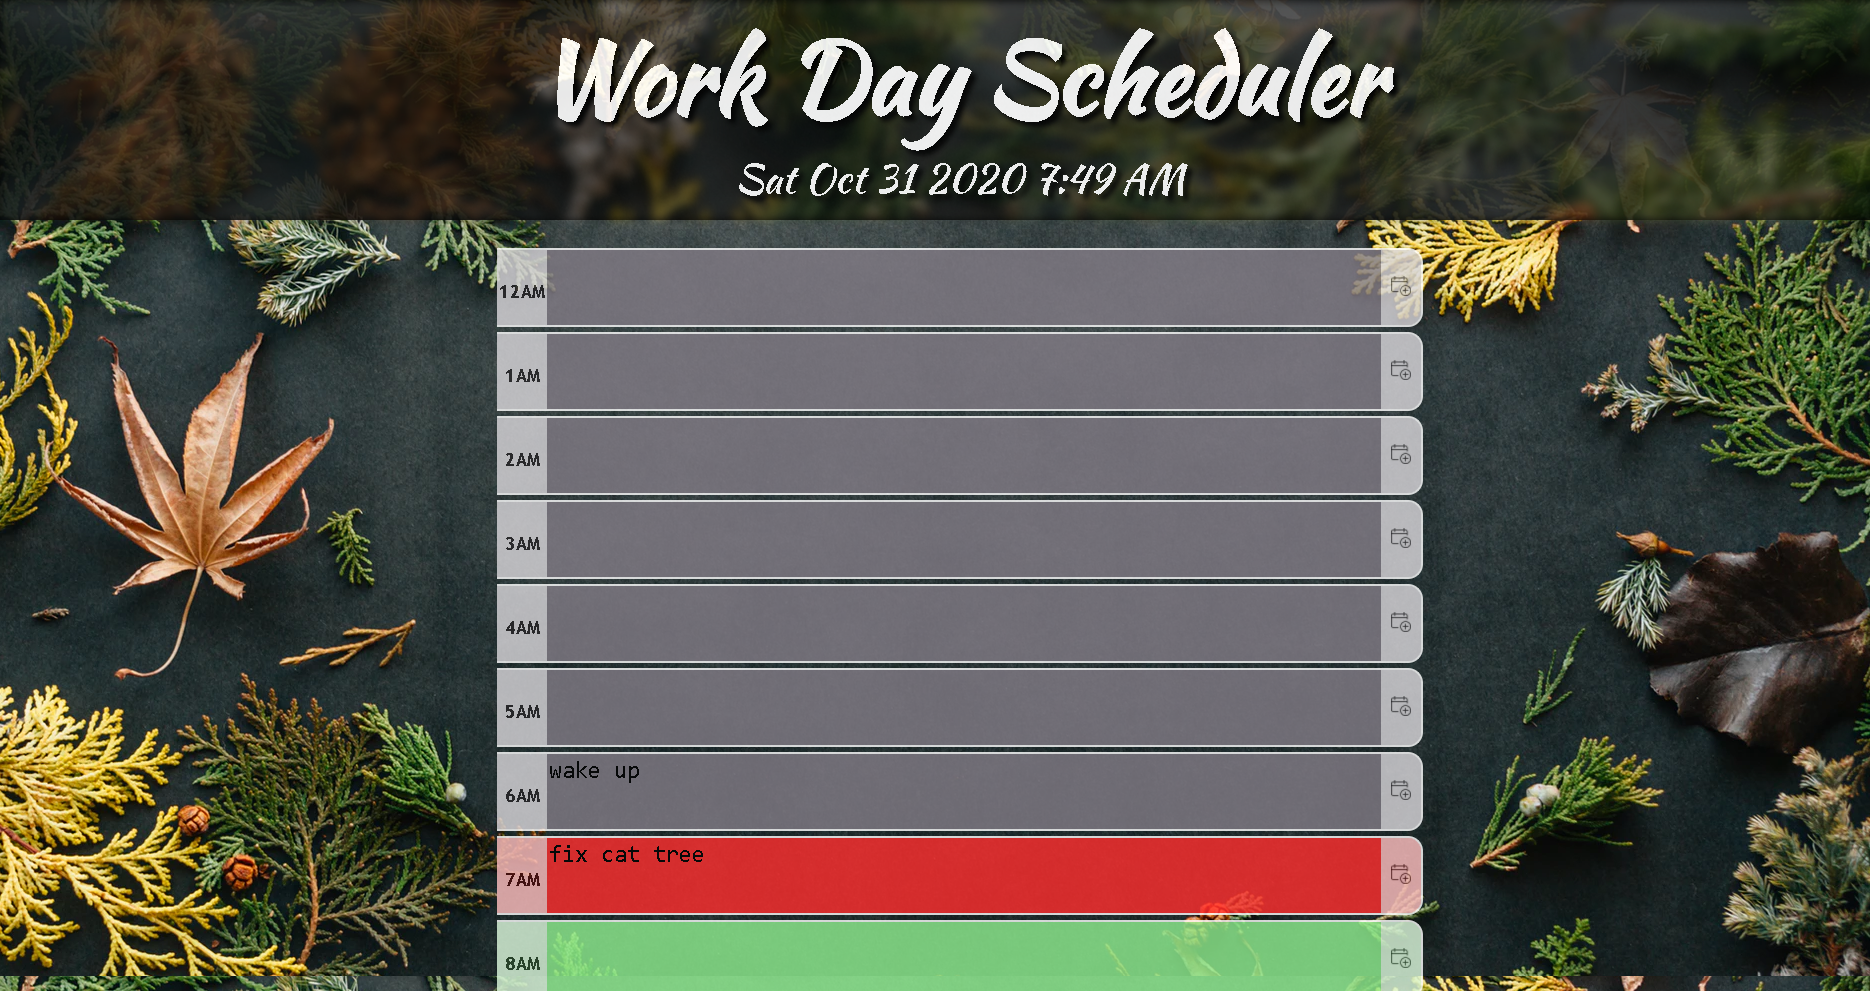 Work Day Scheduler
Sat Oct 31 2020 7:49 AM
12AM
1AM
2AM
3AM
4AM
5AM
wake up
6AM
fix cat tree
7AM
8AM